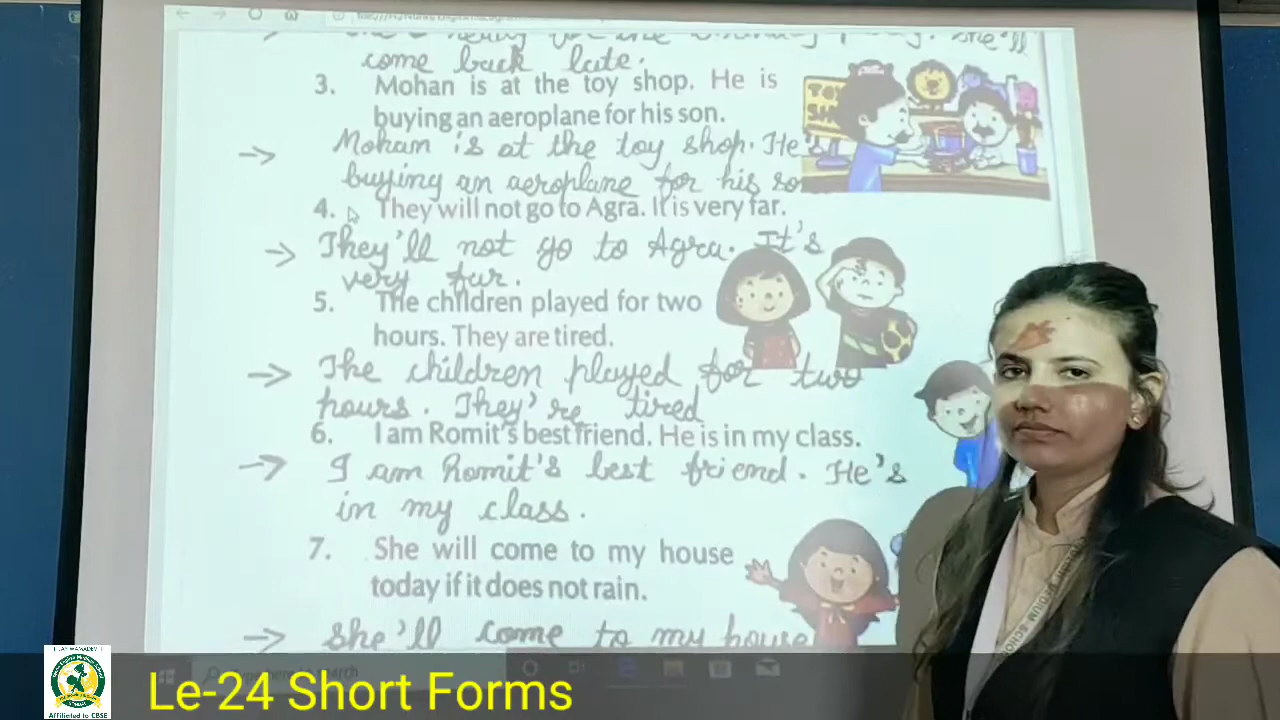 She'll
come back late.
3. Mohan is at the toy shop. He is
buying an aeroplane for his son.
TOY
→ Mohan is at the toy shop. He's
buying an aeroplane for his son
4. They will not go to Agra. It is very far.
→ They'll not go to Agra. It's
very far.
5. The children played for two
hours. They are tired.
→ The children played for two
hours. They're tired
6. I am Romit's best friend. He is in my class.
→ I am Romit's best friend. He's
in my class.
7. She will come to my house
today if it does not rain.
→ She'll come to my house
Affilieted to CBSE
Le-24 Short Forms